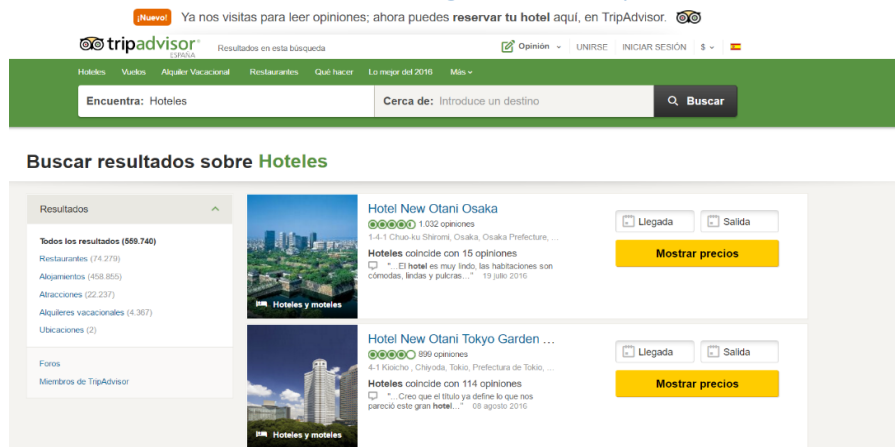 ¡Nuevo! Ya nos visitas para leer opiniones; ahora puedes reservar tu hotel aquí, en TripAdvisor.
tripadvisor®
ESPAÑA
Resultados en esta búsqueda
Opinión UNIRSE INICIAR SESIÓN $
Hoteles Vuelos Alquiler Vacacional Restaurantes Qué hacer Lo mejor del 2016 Más
Encuentra: Hoteles Cerca de: Introduce un destino Buscar
Buscar resultados sobre Hoteles
Resultados
Todos los resultados (559.740)
Restaurantes (74.279)
Alojamientos (458.855)
Atracciones (22.237)
Alquileres vacacionales (4.367)
Ubicaciones (2)
Foros
Miembros de TripAdvisor
Hoteles y moteles
Hotel New Otani Osaka
1.032 opiniones
1-4-1 Chuo-ku Shiromi, Osaka, Osaka Prefecture, ...
Hoteles coincide con 15 opiniones
"...El hotel es muy lindo, las habitaciones son
cómodas, lindas y pulcras..." 19 julio 2016
Llegada Salida
Mostrar precios
Hoteles y moteles
Hotel New Otani Tokyo Garden ...
899 opiniones
4-1 Kioicho , Chiyoda, Tokio, Prefectura de Tokio, ...
Hoteles coincide con 114 opiniones
"...Creo que el título ya define lo que nos
pareció este gran hotel..." 08 agosto 2016
Llegada Salida
Mostrar precios